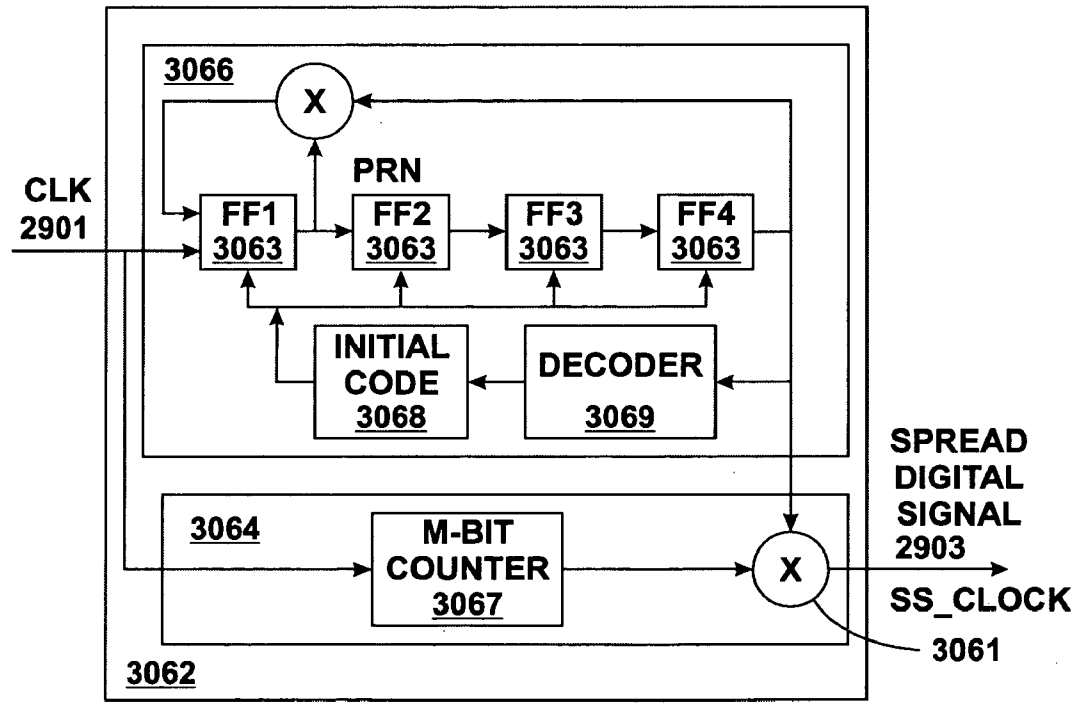 3066
X
PRN
CLK
2901
FF1
3063
FF2
3063
FF3
3063
FF4
3063
INITIAL
CODE
3068
DECODER
3069
SPREAD
DIGITAL
SIGNAL
2903
SS_CLOCK
3064
M-BIT
COUNTER
3067
X
3061
3062